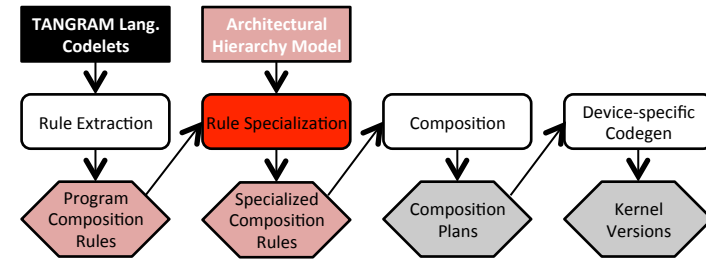 TANGRAM Lang.
Codelets
Architectural
Hierarchy Model
Rule Extraction
Rule Specialization
Composition
Device-specific
Codegen
Program
Composition
Rules
Specialized
Composition
Rules
Composition
Plans
Kernel
Versions